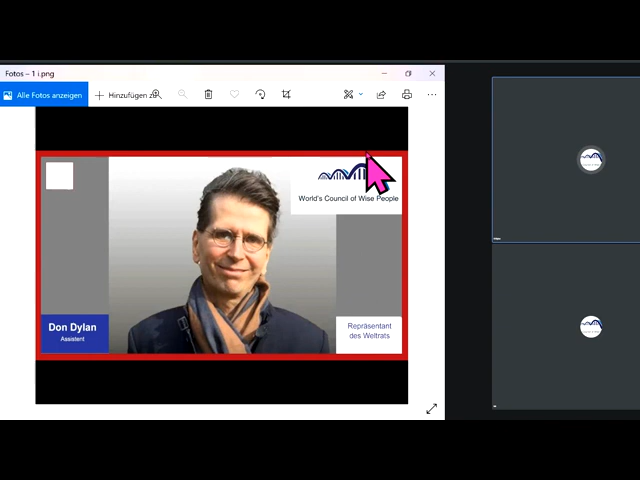 Fotos – 1 i.png
Alle Fotos anzeigen
Hinzufügen z
World's Council of Wise People
Don Dylan
Assistent
Repräsentant
des Weltrats